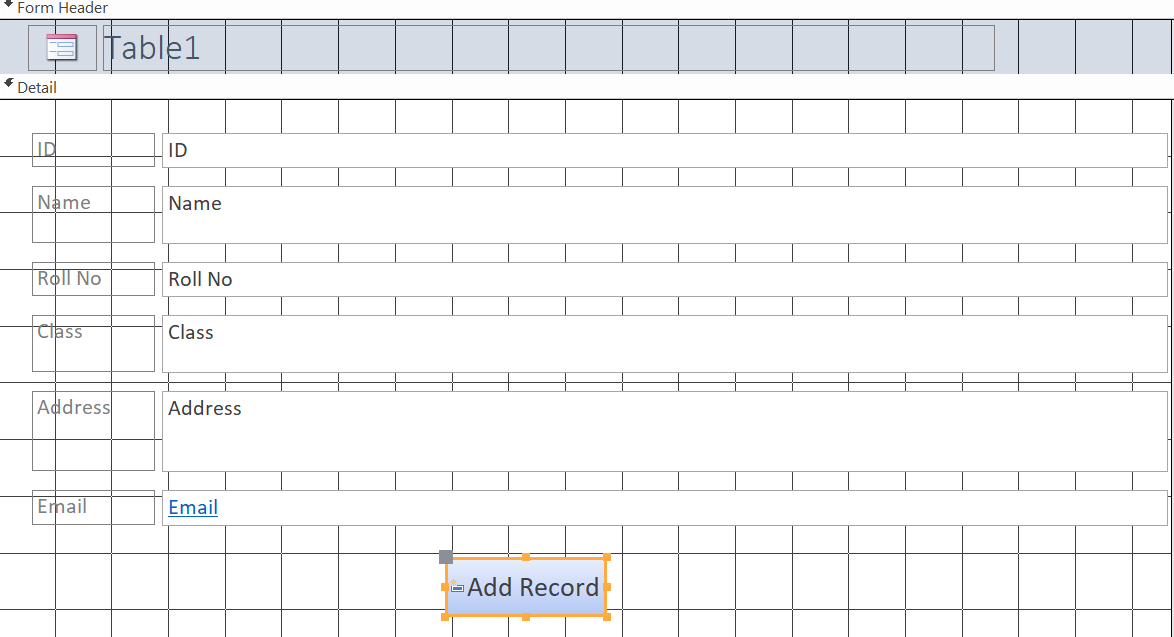 Form Header
Table1
Detail
ID ID
Name Name
Roll No Roll No
Class Class
Address Address
Email Email
Add Record